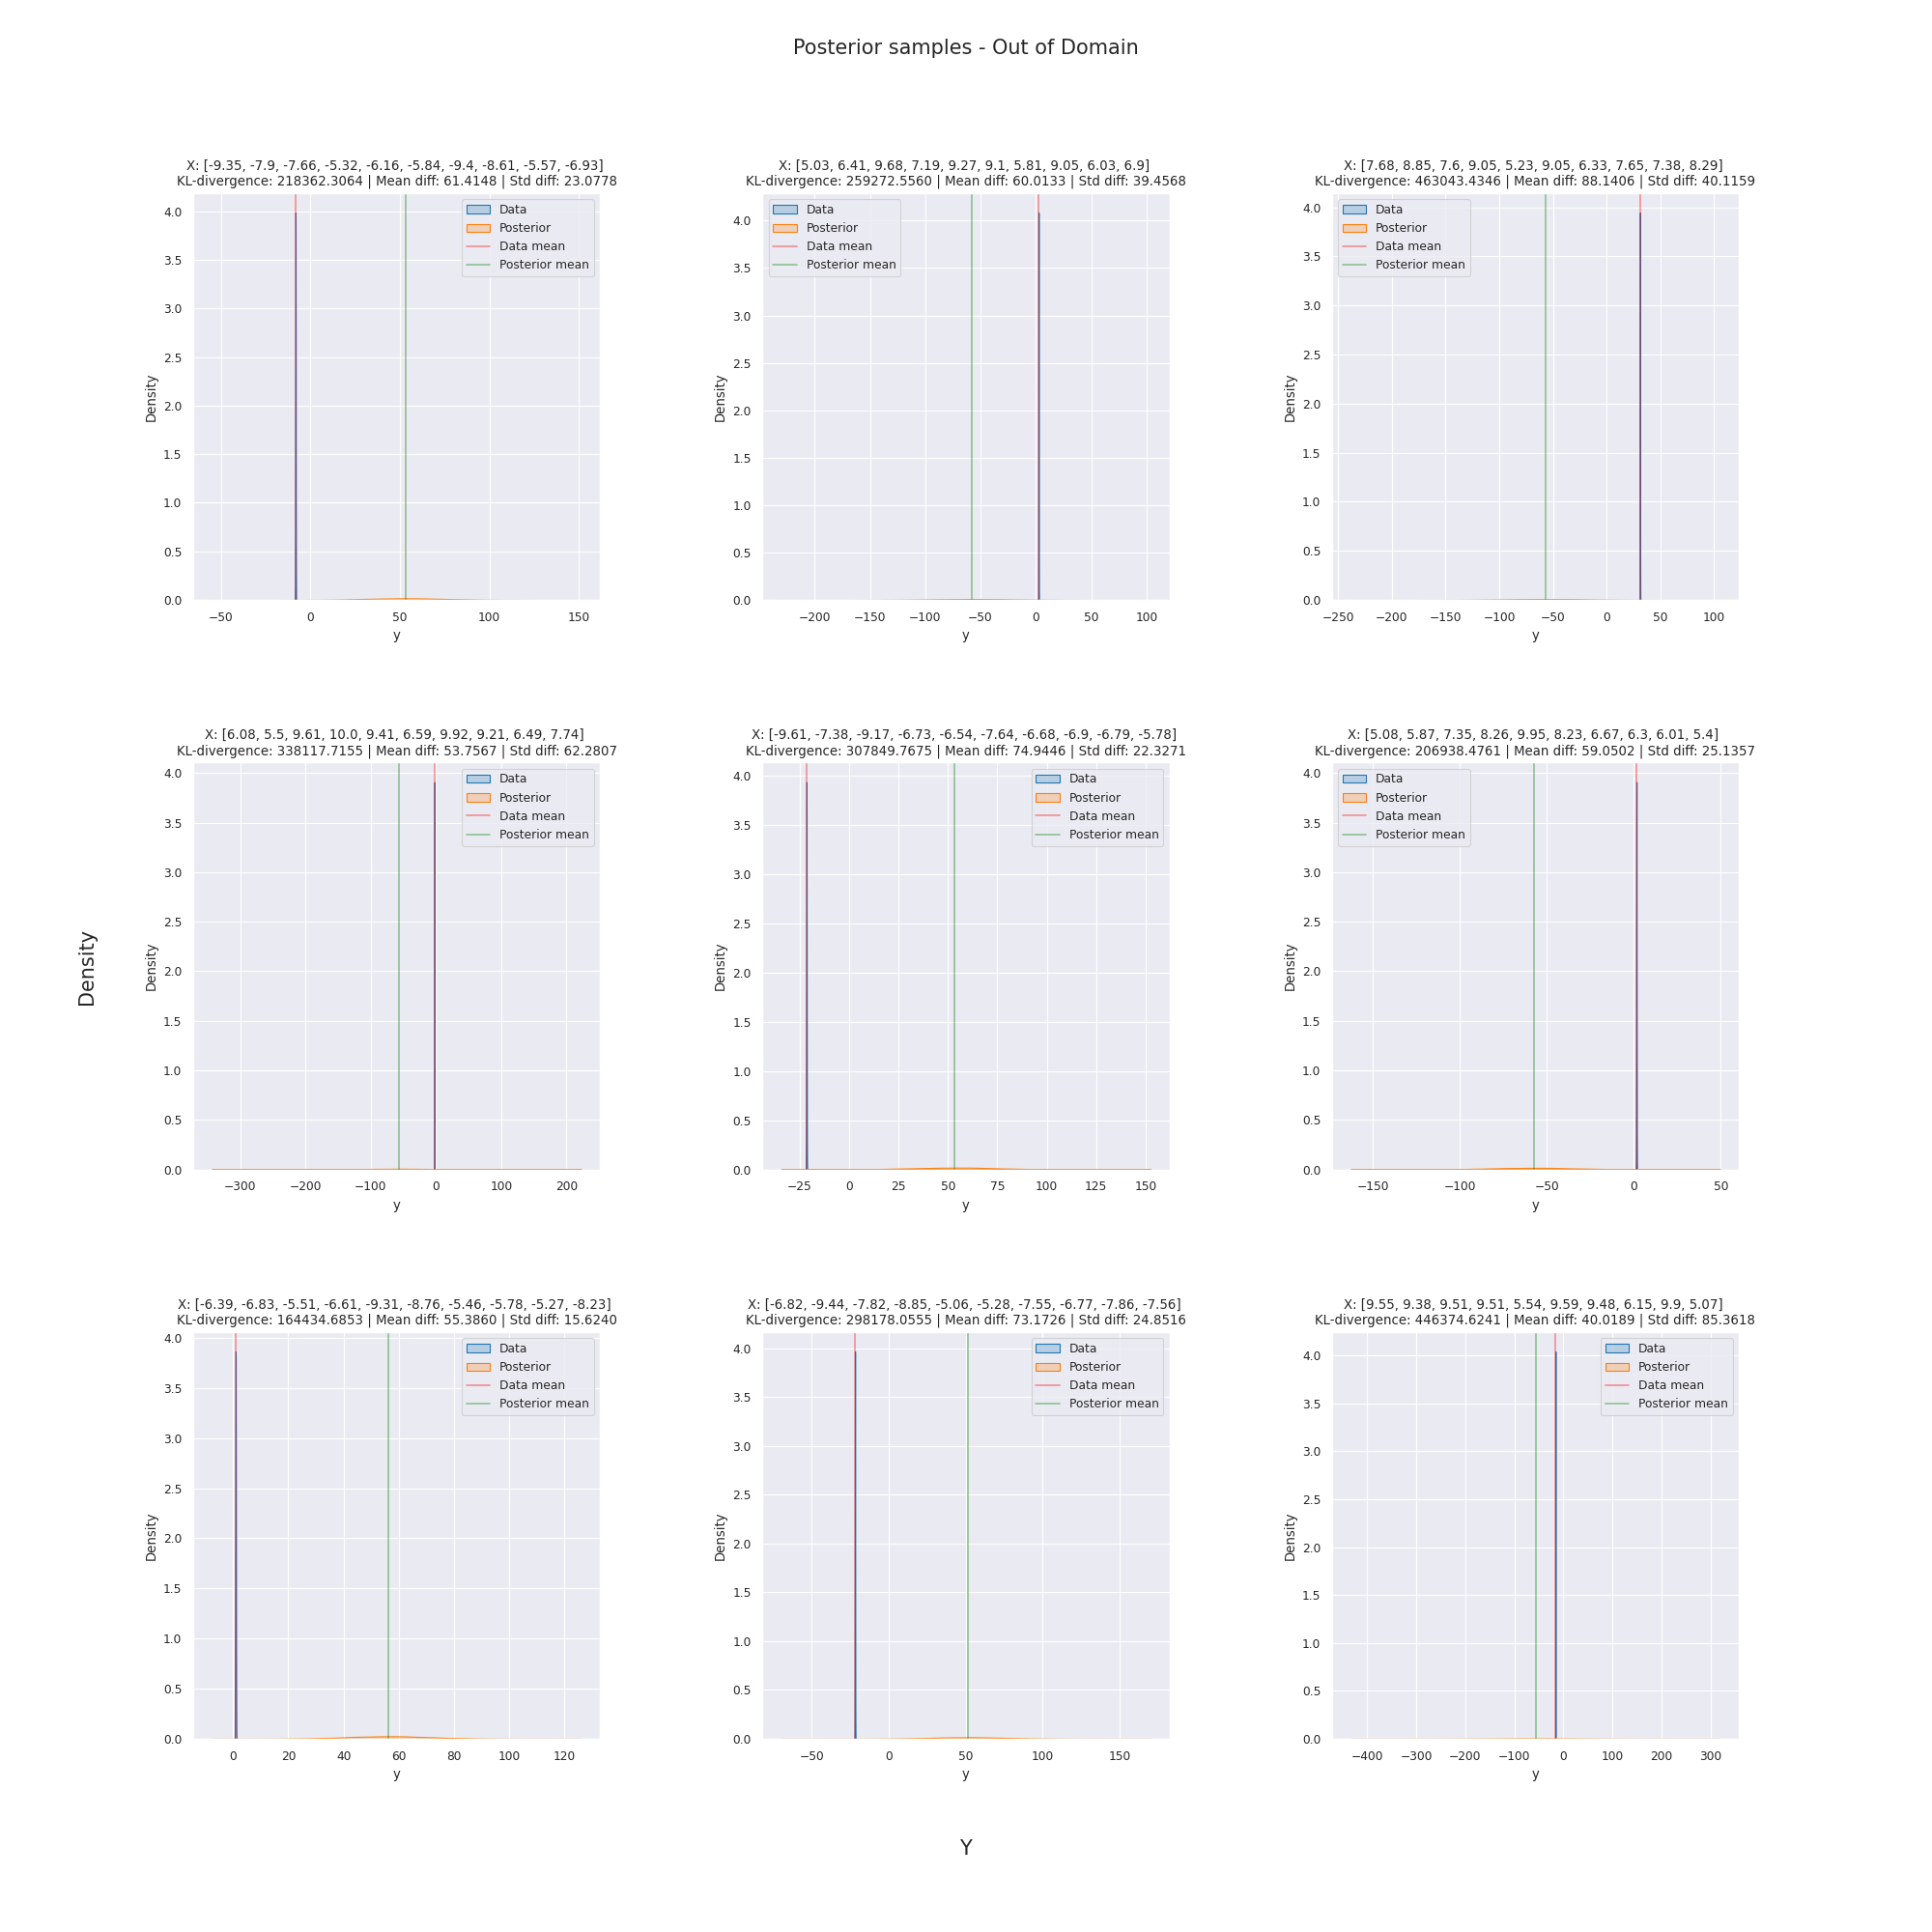 Posterior samples - Out of Domain
X: [-9.35, -7.9, -7.66, -5.32, -6.16, -5.84, -9.4, -8.61, -5.57, -6.93]
KL-divergence: 218362.3064 | Mean diff: 61.4148 | Std diff: 23.0778
Data
Posterior
Data mean
Posterior mean
4.0
3.5
3.0
2.5
2.0
1.5
1.0
0.5
0.0
Density
−50 0 50 100 150
y
X: [5.03, 6.41, 9.68, 7.19, 9.27, 9.1, 5.81, 9.05, 6.03, 6.9]
KL-divergence: 259272.5560 | Mean diff: 60.0133 | Std diff: 39.4568
Data
Posterior
Data mean
Posterior mean
4.0
3.5
3.0
2.5
2.0
1.5
1.0
0.5
0.0
Density
−200 −150 −100 −50 0 50 100
y
X: [7.68, 8.85, 7.6, 9.05, 5.23, 9.05, 6.33, 7.65, 7.38, 8.29]
KL-divergence: 463043.4346 | Mean diff: 88.1406 | Std diff: 40.1159
Data
Posterior
Data mean
Posterior mean
4.0
3.5
3.0
2.5
2.0
1.5
1.0
0.5
0.0
Density
−250 −200 −150 −100 −50 0 50 100
y
X: [6.08, 5.5, 9.61, 10.0, 9.41, 6.59, 9.92, 9.21, 6.49, 7.74]
KL-divergence: 338117.7155 | Mean diff: 53.7567 | Std diff: 62.2807
Data
Posterior
Data mean
Posterior mean
4.0
3.5
3.0
2.5
2.0
1.5
1.0
0.5
0.0
Density
−300 −200 −100 0 100 200
y
X: [-9.61, -7.38, -9.17, -6.73, -6.54, -7.64, -6.68, -6.9, -6.79, -5.78]
KL-divergence: 307849.7675 | Mean diff: 74.9446 | Std diff: 22.3271
Data
Posterior
Data mean
Posterior mean
4.0
3.5
3.0
2.5
2.0
1.5
1.0
0.5
0.0
Density
−25 0 25 50 75 100 125 150
y
X: [5.08, 5.87, 7.35, 8.26, 9.95, 8.23, 6.67, 6.3, 6.01, 5.4]
KL-divergence: 206938.4761 | Mean diff: 59.0502 | Std diff: 25.1357
Data
Posterior
Data mean
Posterior mean
4.0
3.5
3.0
2.5
2.0
1.5
1.0
0.5
0.0
Density
−150 −100 −50 0 50
y
Density
X: [-6.39, -6.83, -5.51, -6.61, -9.31, -8.76, -5.46, -5.78, -5.27, -8.23]
KL-divergence: 164434.6853 | Mean diff: 55.3860 | Std diff: 15.6240
Data
Posterior
Data mean
Posterior mean
4.0
3.5
3.0
2.5
2.0
1.5
1.0
0.5
0.0
Density
0 20 40 60 80 100 120
y
X: [-6.82, -9.44, -7.82, -8.85, -5.06, -5.28, -7.55, -6.77, -7.86, -7.56]
KL-divergence: 298178.0555 | Mean diff: 73.1726 | Std diff: 24.8516
Data
Posterior
Data mean
Posterior mean
4.0
3.5
3.0
2.5
2.0
1.5
1.0
0.5
0.0
Density
−50 0 50 100 150
y
X: [9.55, 9.38, 9.51, 9.51, 5.54, 9.59, 9.48, 6.15, 9.9, 5.07]
KL-divergence: 446374.6241 | Mean diff: 40.0189 | Std diff: 85.3618
Data
Posterior
Data mean
Posterior mean
4.0
3.5
3.0
2.5
2.0
1.5
1.0
0.5
0.0
Density
−400 −300 −200 −100 0 100 200 300
y
Y